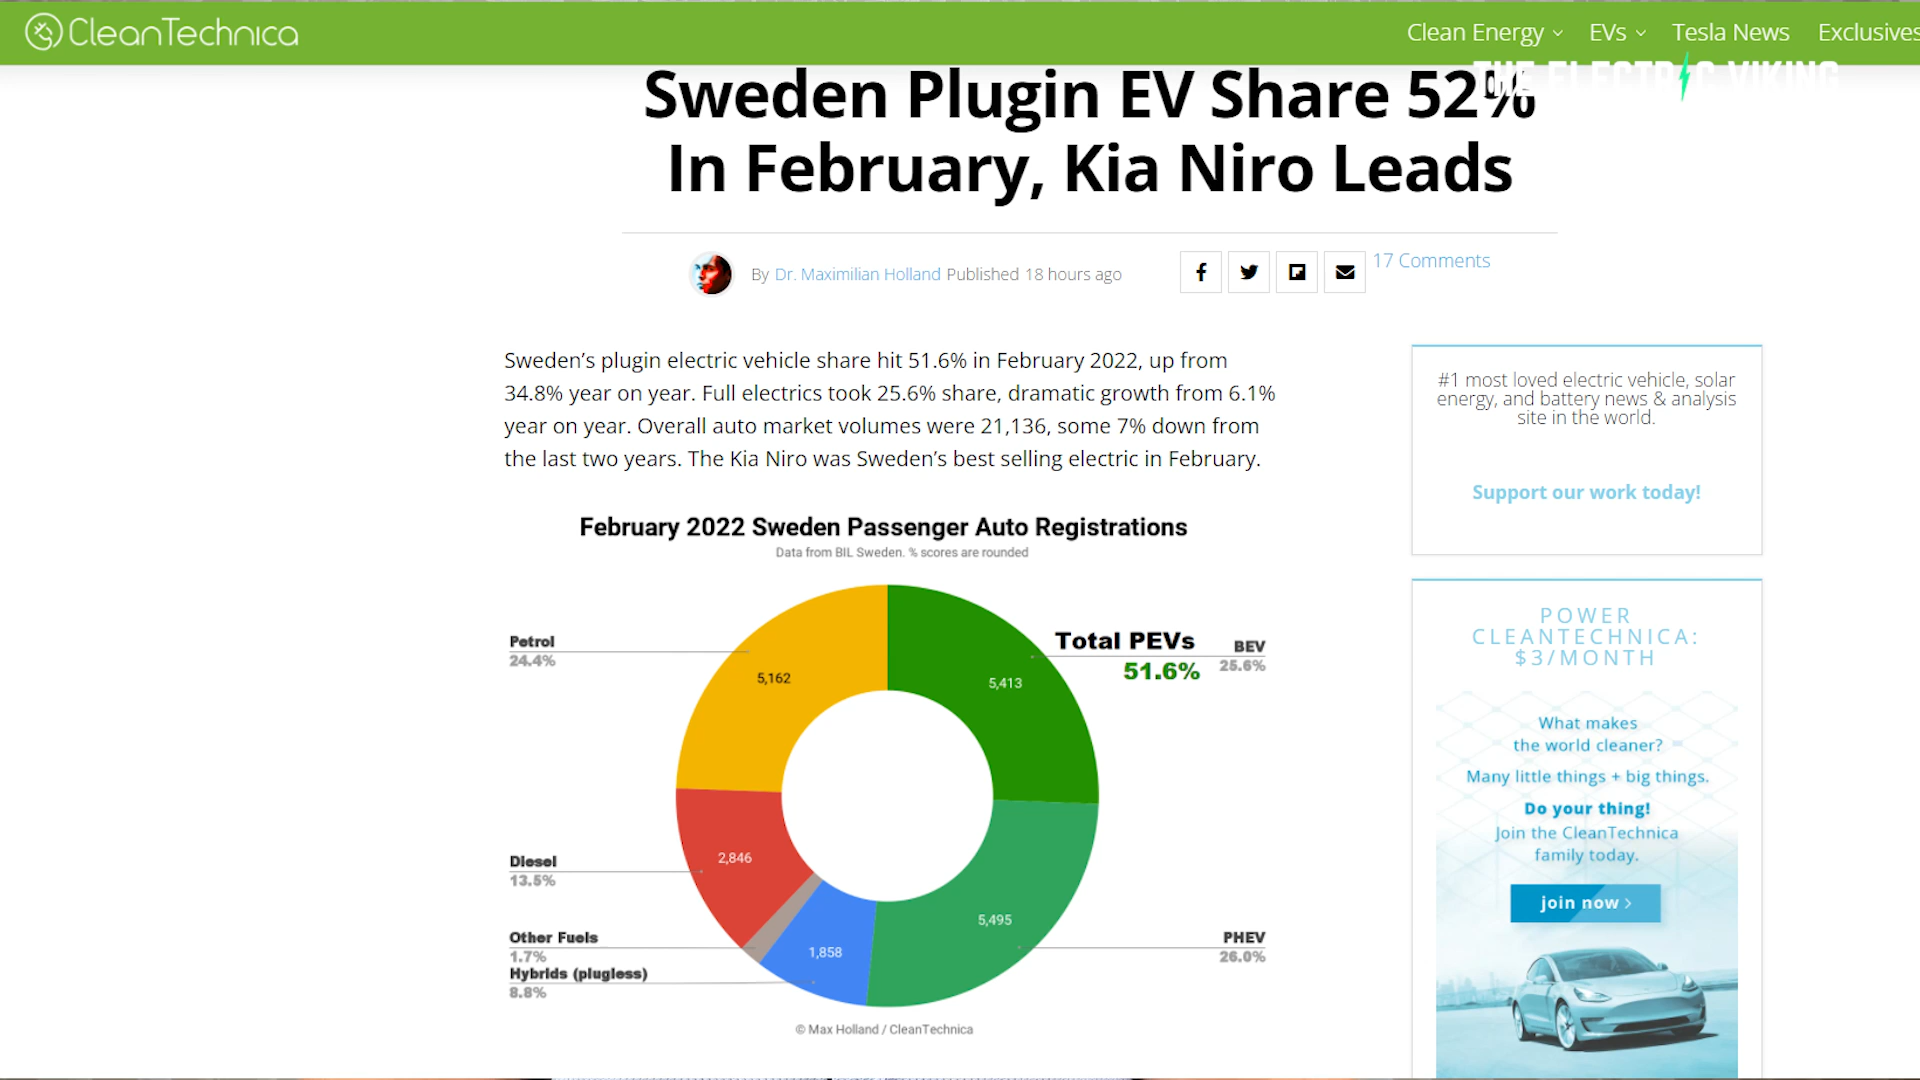 CleanTechnica
Clean Energy
EVs
Tesla News
Exclusives
THE ELECTRIC VIKING
Sweden Plugin EV Share 52%
In February, Kia Niro Leads
By Dr. Maximilian Holland Published 18 hours ago
17 Comments
Sweden’s plugin electric vehicle share hit 51.6% in February 2022, up from
34.8% year on year. Full electrics took 25.6% share, dramatic growth from 6.1%
year on year. Overall auto market volumes were 21,136, some 7% down from
the last two years. The Kia Niro was Sweden’s best selling electric in February.
February 2022 Sweden Passenger Auto Registrations
Data from BIL Sweden. % scores are rounded
Petrol
24.4%
5,162
Total PEVs
51.6%
BEV
25.6%
5,413
Diesel
13.5%
2,846
Other Fuels
1.7%
Hybrids (plugless)
8.8%
1,858
5,495
PHEV
26.0%
© Max Holland / CleanTechnica
#1 most loved electric vehicle, solar
energy, and battery news & analysis
site in the world.
Support our work today!
POWER
CLEANTECHNICA:
$3/MONTH
What makes
the world cleaner?
Many little things + big things.
Do your thing!
Join the CleanTechnica
family today.
join now >